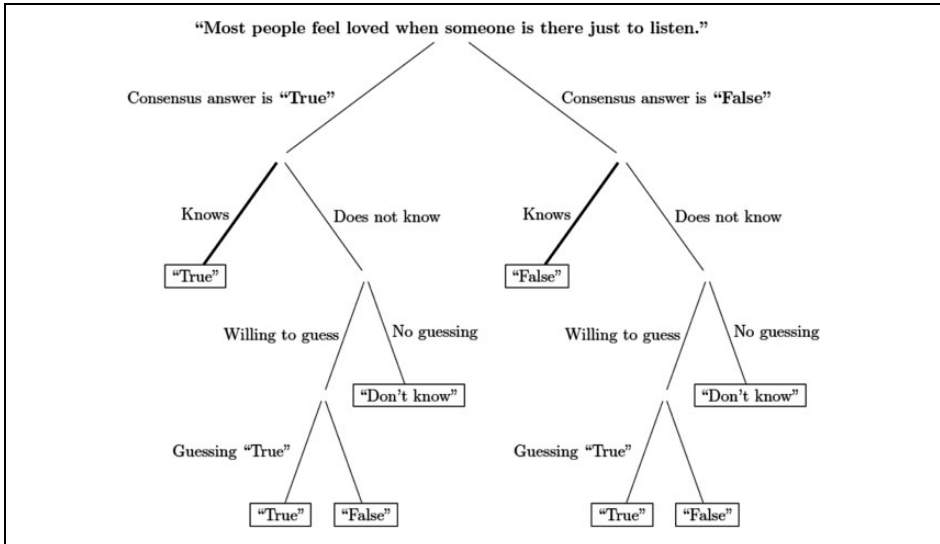 “Most people feel loved when someone is there just to listen.”
Consensus answer is “True”
Consensus answer is “False”
Knows
Does not know
Knows
Does not know
“True”
“False”
Willing to guess
No guessing
Willing to guess
No guessing
“Don’t know”
“Don’t know”
Guessing “True”
Guessing “True”
“True”
“False”
“True”
“False”